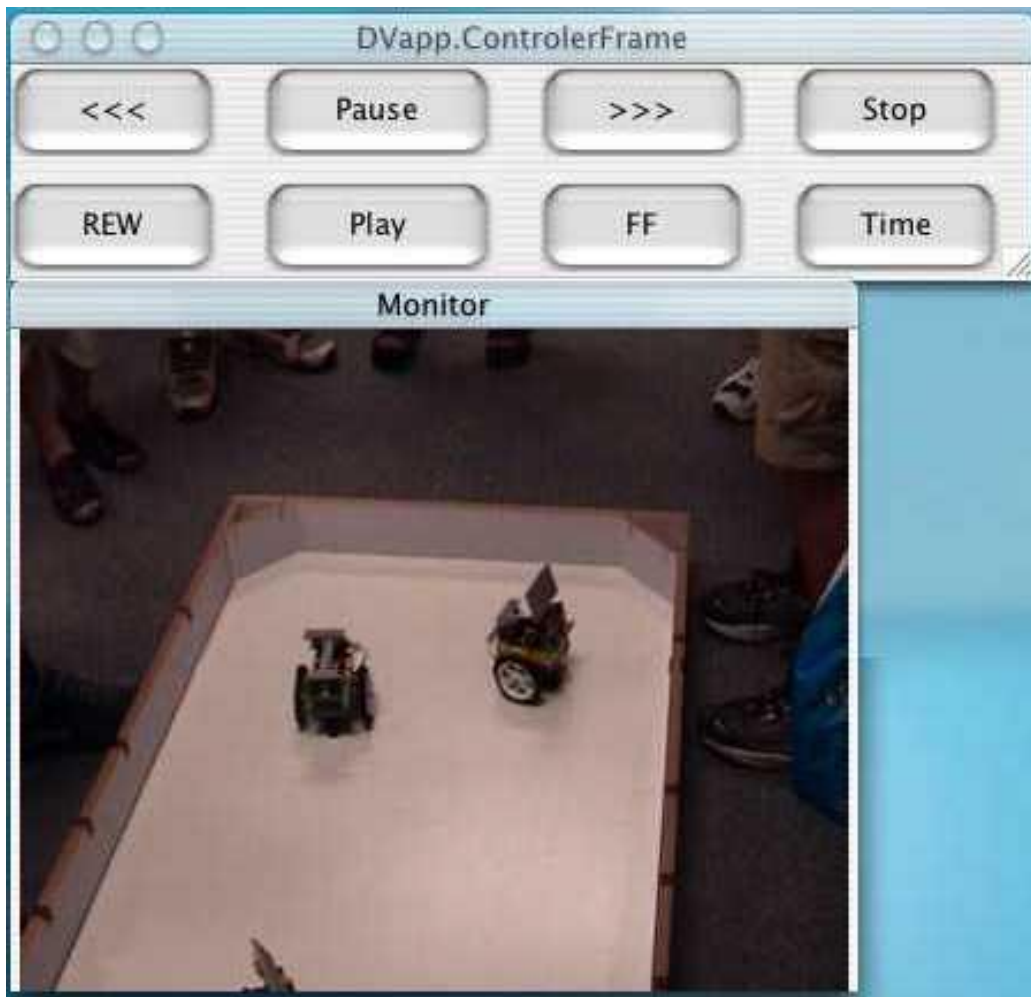 DVapp.ControlerFrame
<<< Pause >>> Stop
REW Play FF Time
Monitor